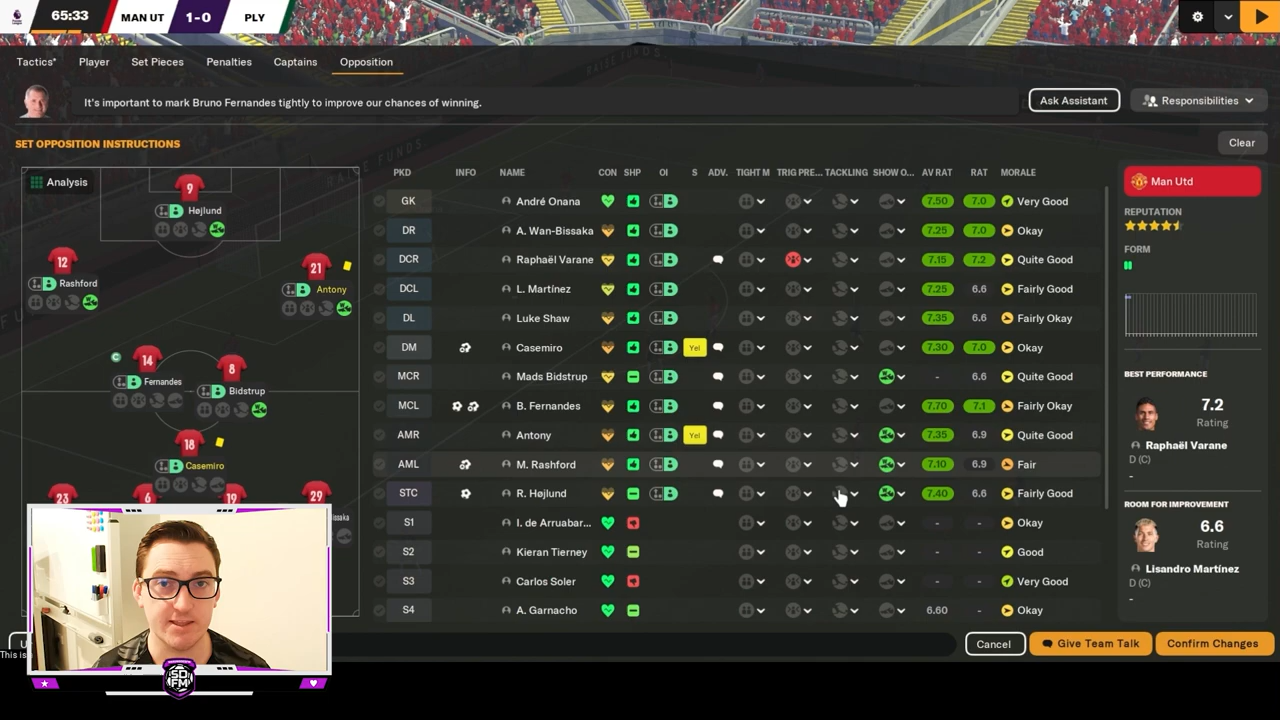 65:33 MAN UT 1-0 PLY
Tactics* Player Set Pieces Penalties Captains Opposition
It's important to mark Bruno Fernandes tightly to improve our chances of winning.
Ask Assistant
Responsibilities
SET OPPOSITION INSTRUCTIONS
Clear
Analysis
9
Højlund
12
Rashford
21
Antony
14
Fernandes
8
Bidstrup
18
Casemiro
23 6 19 29
PKD INFO NAME CON SHP OI S ADV. TIGHT M TRIG PRE... TACKLING SHOW O... AV RAT RAT MORALE
GK André Onana 7.50 7.0 Very Good
DR A. Wan-Bissaka 7.25 7.0 Okay
DCR Raphaël Varane 7.15 7.2 Quite Good
DCL L. Martínez 7.25 6.6 Fairly Good
DL Luke Shaw 7.35 6.6 Fairly Okay
DM Casemiro Yel 7.30 7.0 Okay
MCR Mads Bidstrup - 6.6 Quite Good
MCL B. Fernandes 7.70 7.1 Fairly Okay
AMR Antony Yel 7.35 6.9 Quite Good
AML M. Rashford 7.10 6.9 Fair
STC R. Højlund 7.40 6.6 Fairly Good
S1 I. de Arruabar... - - Okay
S2 Kieran Tierney - - Good
S3 Carlos Soler - - Very Good
S4 A. Garnacho 6.60 - Okay
Man Utd
REPUTATION
FORM
BEST PERFORMANCE
7.2
Rating
Raphaël Varane
D (C)
-
ROOM FOR IMPROVEMENT
6.6
Rating
Lisandro Martínez
D (C)
-
Cancel
Give Team Talk
Confirm Changes
This is
SD
FM